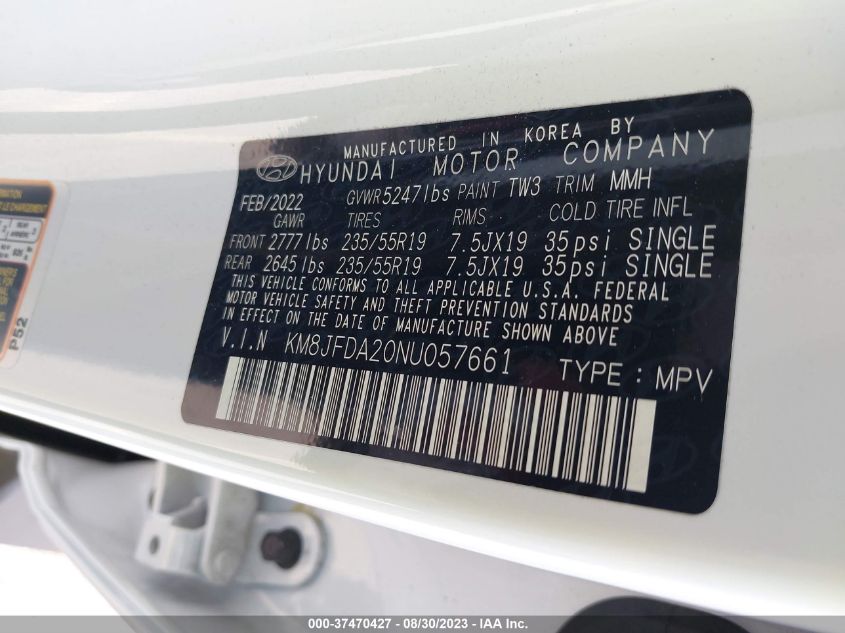 MANUFACTURED IN KOREA BY
HYUNDAI MOTOR COMPANY
FEB/2022 GVWR 5247lbs PAINT TW3 TRIM MMH
GAWR TIRES RIMS COLD TIRE INFL
FRONT 2777lbs 235/55R19 7.5JX19 35psi SINGLE
REAR 2645lbs 235/55R19 7.5JX19 35psi SINGLE
THIS VEHICLE CONFORMS TO ALL APPLICABLE U.S.A. FEDERAL
MOTOR VEHICLE SAFETY AND THEFT PREVENTION STANDARDS
IN EFFECT ON THE DATE OF MANUFACTURE SHOWN ABOVE
V.I.N KM8JFDA20NU057661
TYPE : MPV
P52
000-37470427 - 08/30/2023 - IAA Inc.